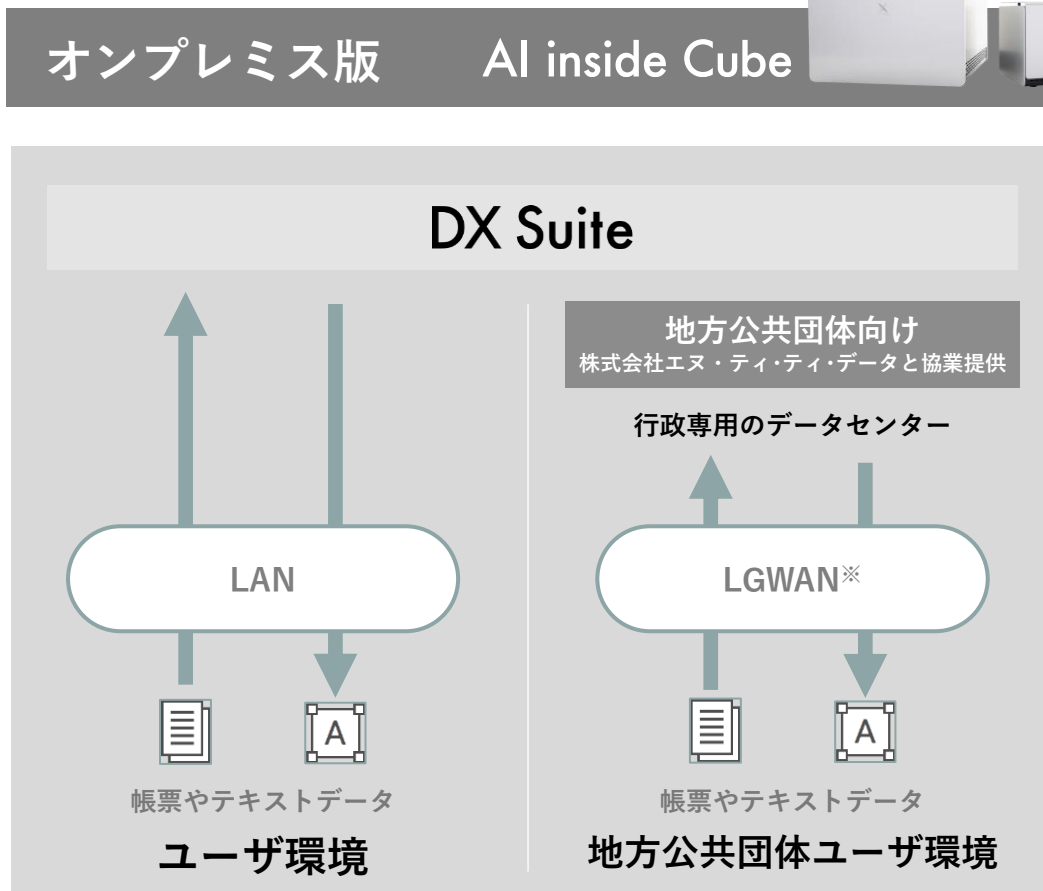 オンプレミス版 AI inside Cube
DX Suite
地方公共団体向け
株式会社エヌ・ティ・ティ・データと協業提供
行政専用のデータセンター
LAN
LGWAN※
A
A
帳票やテキストデータ
帳票やテキストデータ
ユーザ環境
地方公共団体ユーザ環境